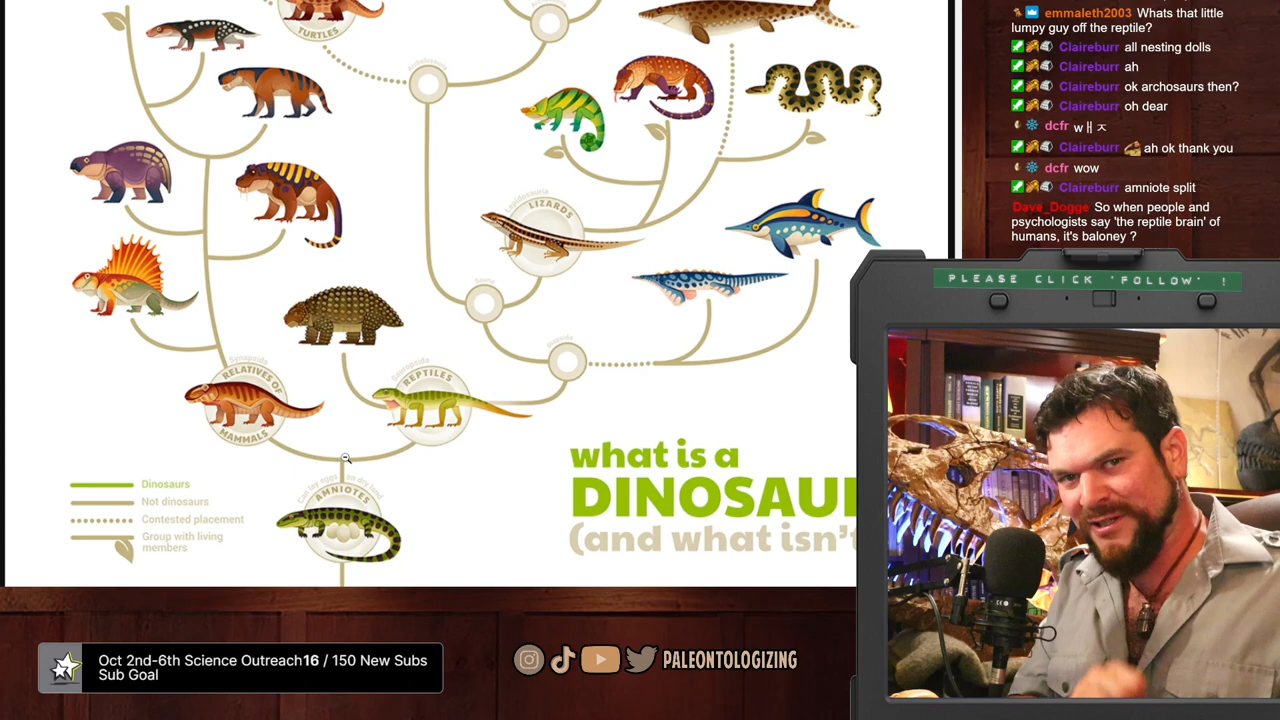 TURTLES
LIZARDS
RELATIVES OF
MAMMALS
REPTILES
AMNIOTES
Dinosaurs
Not dinosaurs
Contested placement
Group with living
members
what is a
DINOSAU
(and what isn't
emmaleth2003 Whats that little
lumpy guy off the reptile?
Claireburr all nesting dolls
Claireburr ah
Claireburr ok archosaurs then?
Claireburr oh dear
dcfr wㅐㅈ
Claireburr ah ok thank you
dcfr wow
Claireburr amniote split
Dave_Dogge So when people and
psychologists say 'the reptile brain' of
humans, it's baloney ?
PLEASE CLICK 'FOLLOW' !
Oct 2nd-6th Science Outreach16 / 150 New Subs
Sub Goal
PALEONTOLOGIZING